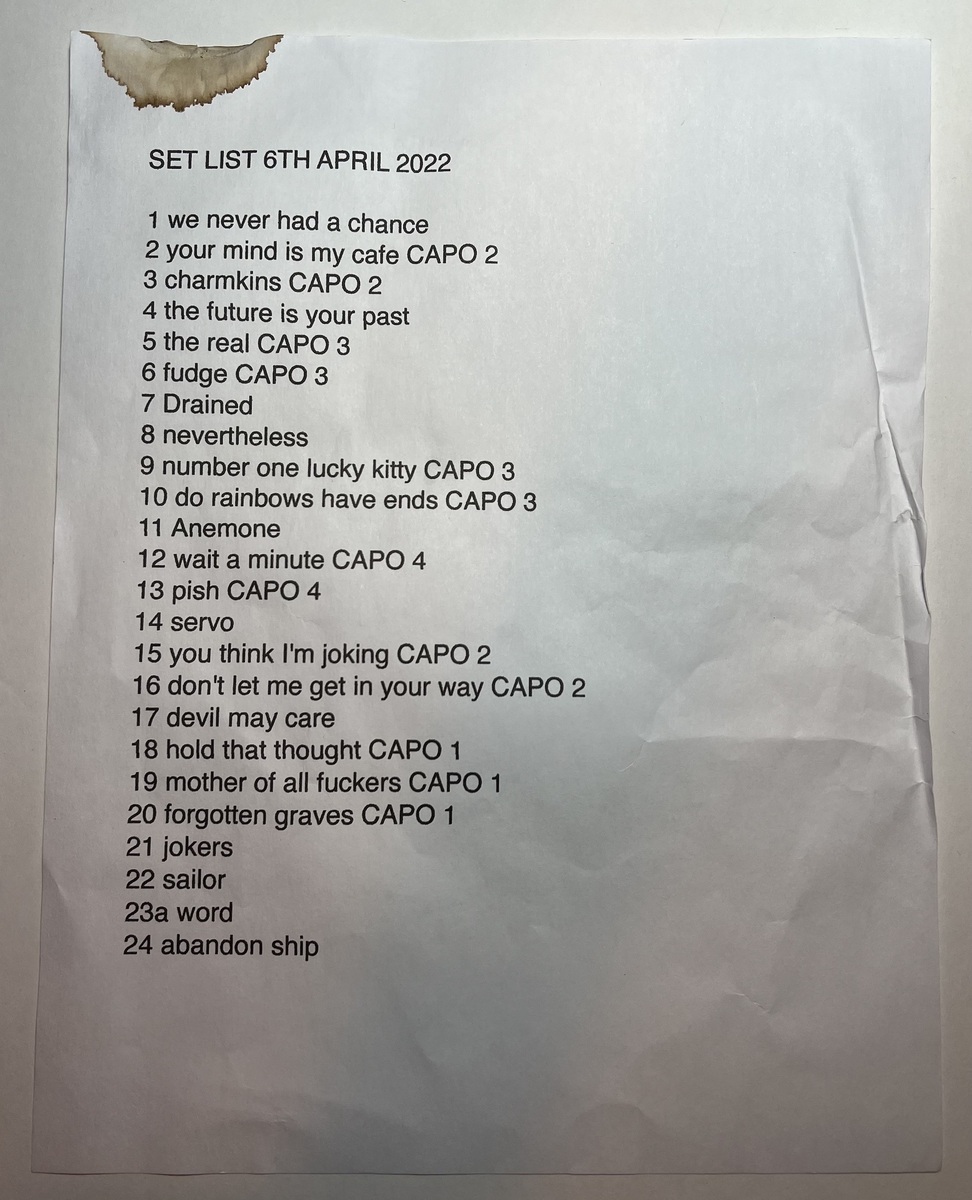 SET LIST 6TH APRIL 2022
1 we never had a chance
2 your mind is my cafe CAPO 2
3 charmkins CAPO 2
4 the future is your past
5 the real CAPO 3
6 fudge CAPO 3
7 Drained
8 nevertheless
9 number one lucky kitty CAPO 3
10 do rainbows have ends CAPO 3
11 Anemone
12 wait a minute CAPO 4
13 pish CAPO 4
14 servo
15 you think I'm joking CAPO 2
16 don't let me get in your way CAPO 2
17 devil may care
18 hold that thought CAPO 1
19 mother of all fuckers CAPO 1
20 forgotten graves CAPO 1
21 jokers
22 sailor
23a word
24 abandon ship